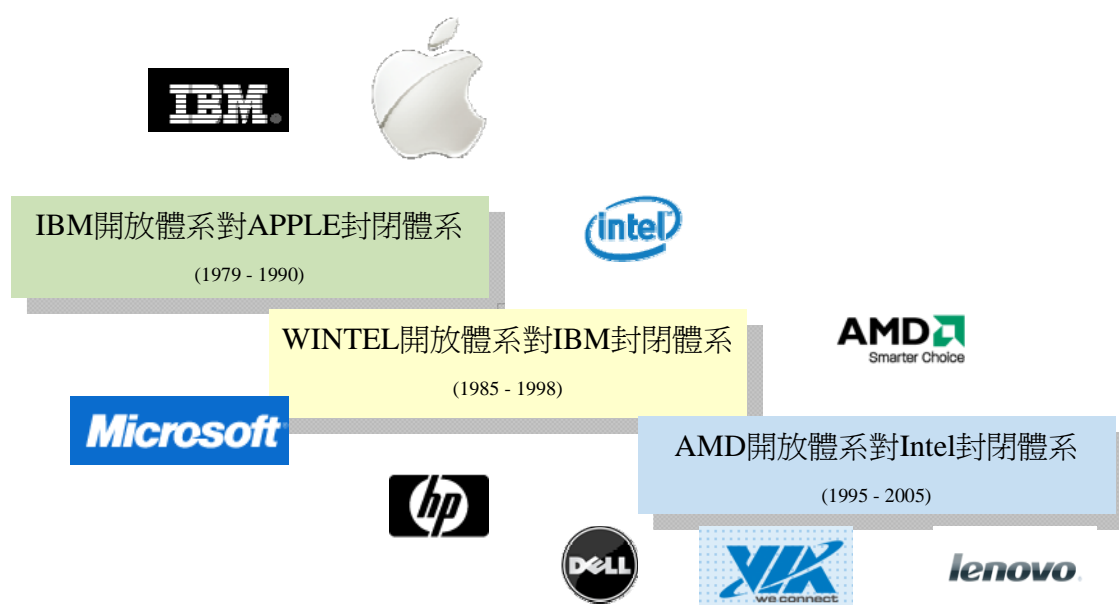 IBM
IBM開放體系對APPLE封閉體系
(1979 - 1990)
intel
WINTEL開放體系對IBM封閉體系
(1985 - 1998)
AMD
Smarter Choice
Microsoft
AMD開放體系對Intel封閉體系
(1995 - 2005)
hp
DELL
VIA
we connect
lenovo